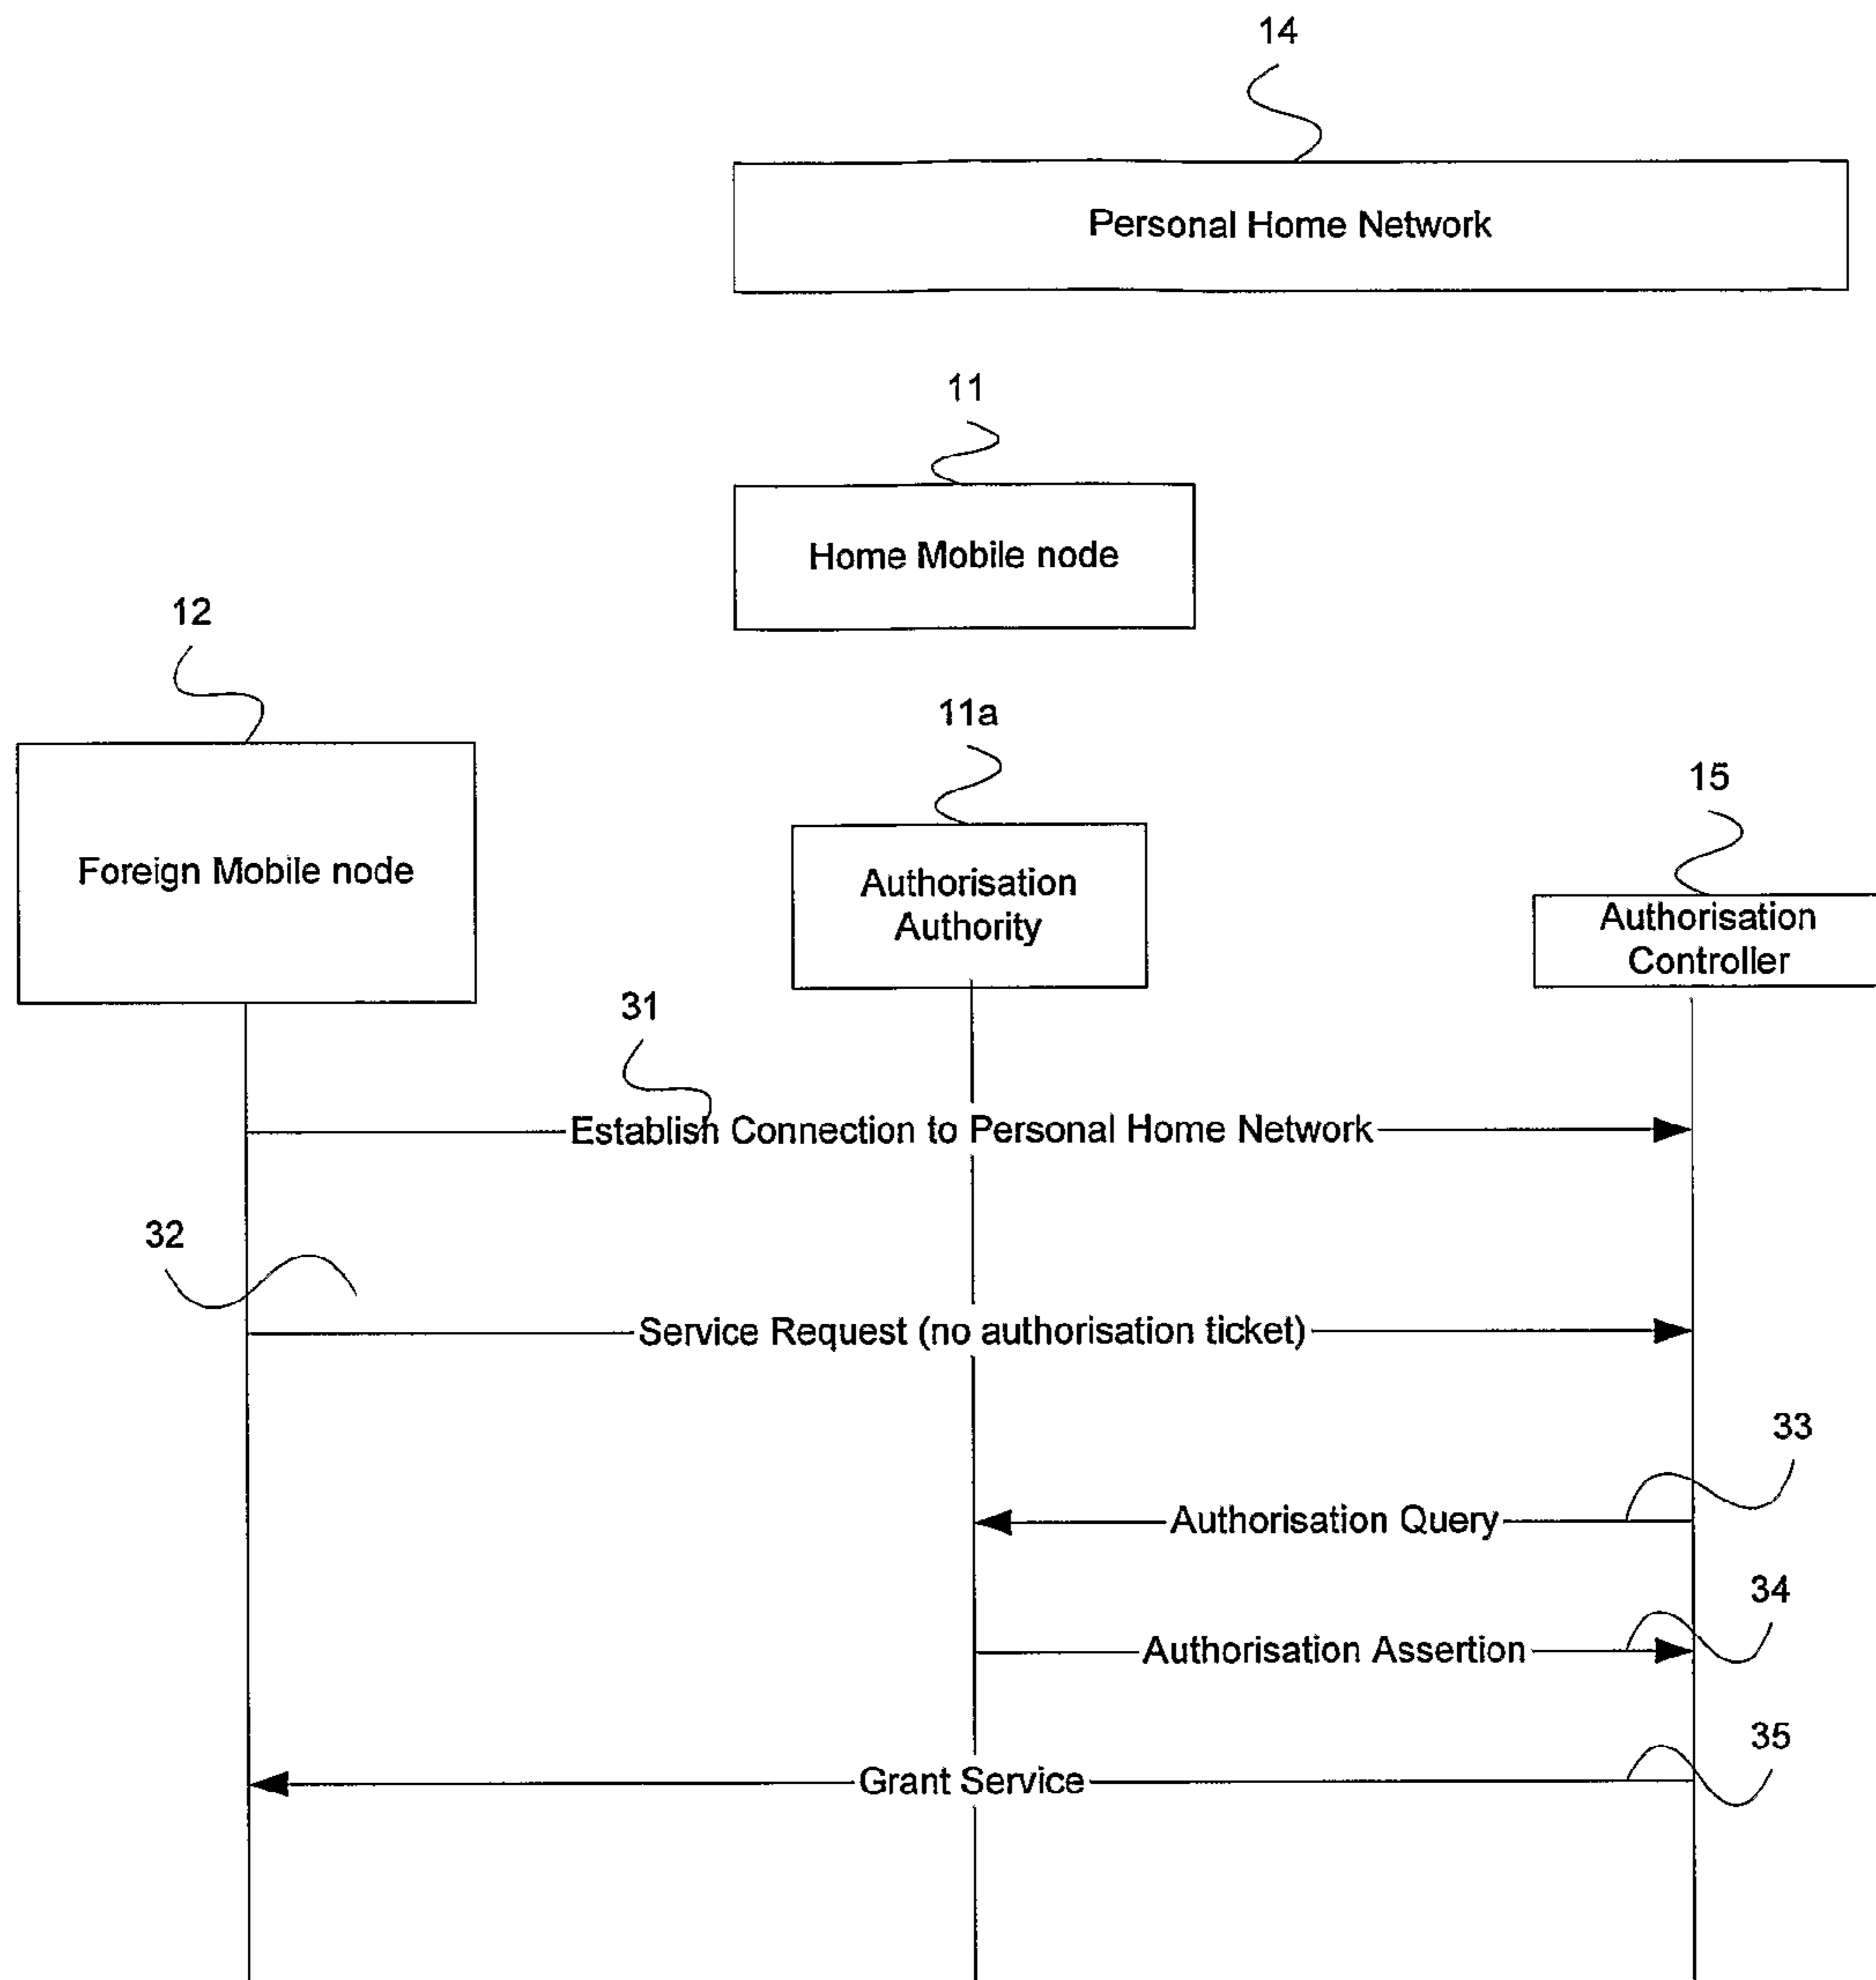 14
Personal Home Network
11
Home Mobile node
12
11a
15
Foreign Mobile node
Authorisation
Authority
Authorisation
Controller
31
Establish Connection to Personal Home Network
32
Service Request (no authorisation ticket)
33
Authorisation Query
34
Authorisation Assertion
35
Grant Service